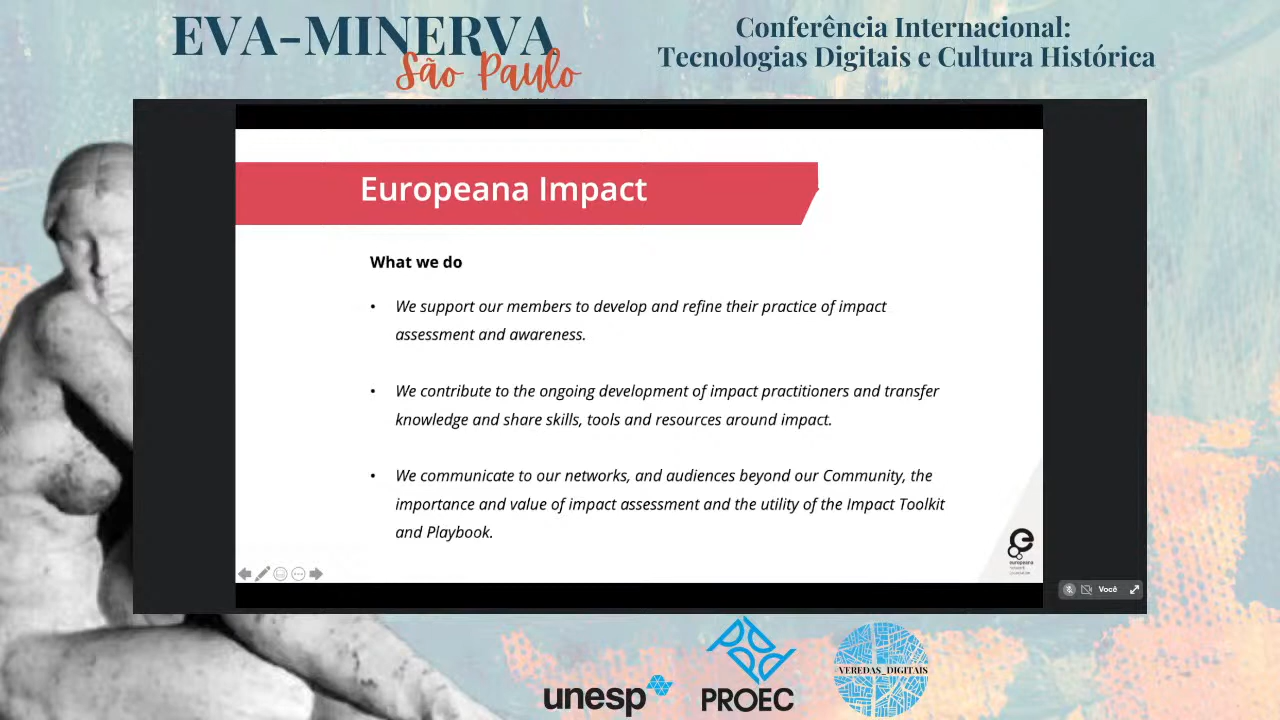 EVA-MINERVA
São Paulo
Conferência Internacional:
Tecnologias Digitais e Cultura Histórica
Europeana Impact
What we do
• We support our members to develop and refine their practice of impact
assessment and awareness.
• We contribute to the ongoing development of impact practitioners and transfer
knowledge and share skills, tools and resources around impact.
• We communicate to our networks, and audiences beyond our Community, the
importance and value of impact assessment and the utility of the Impact Toolkit
and Playbook.
europeana
Você
unesp
PROEC
VEREDAS_DIGITAIS